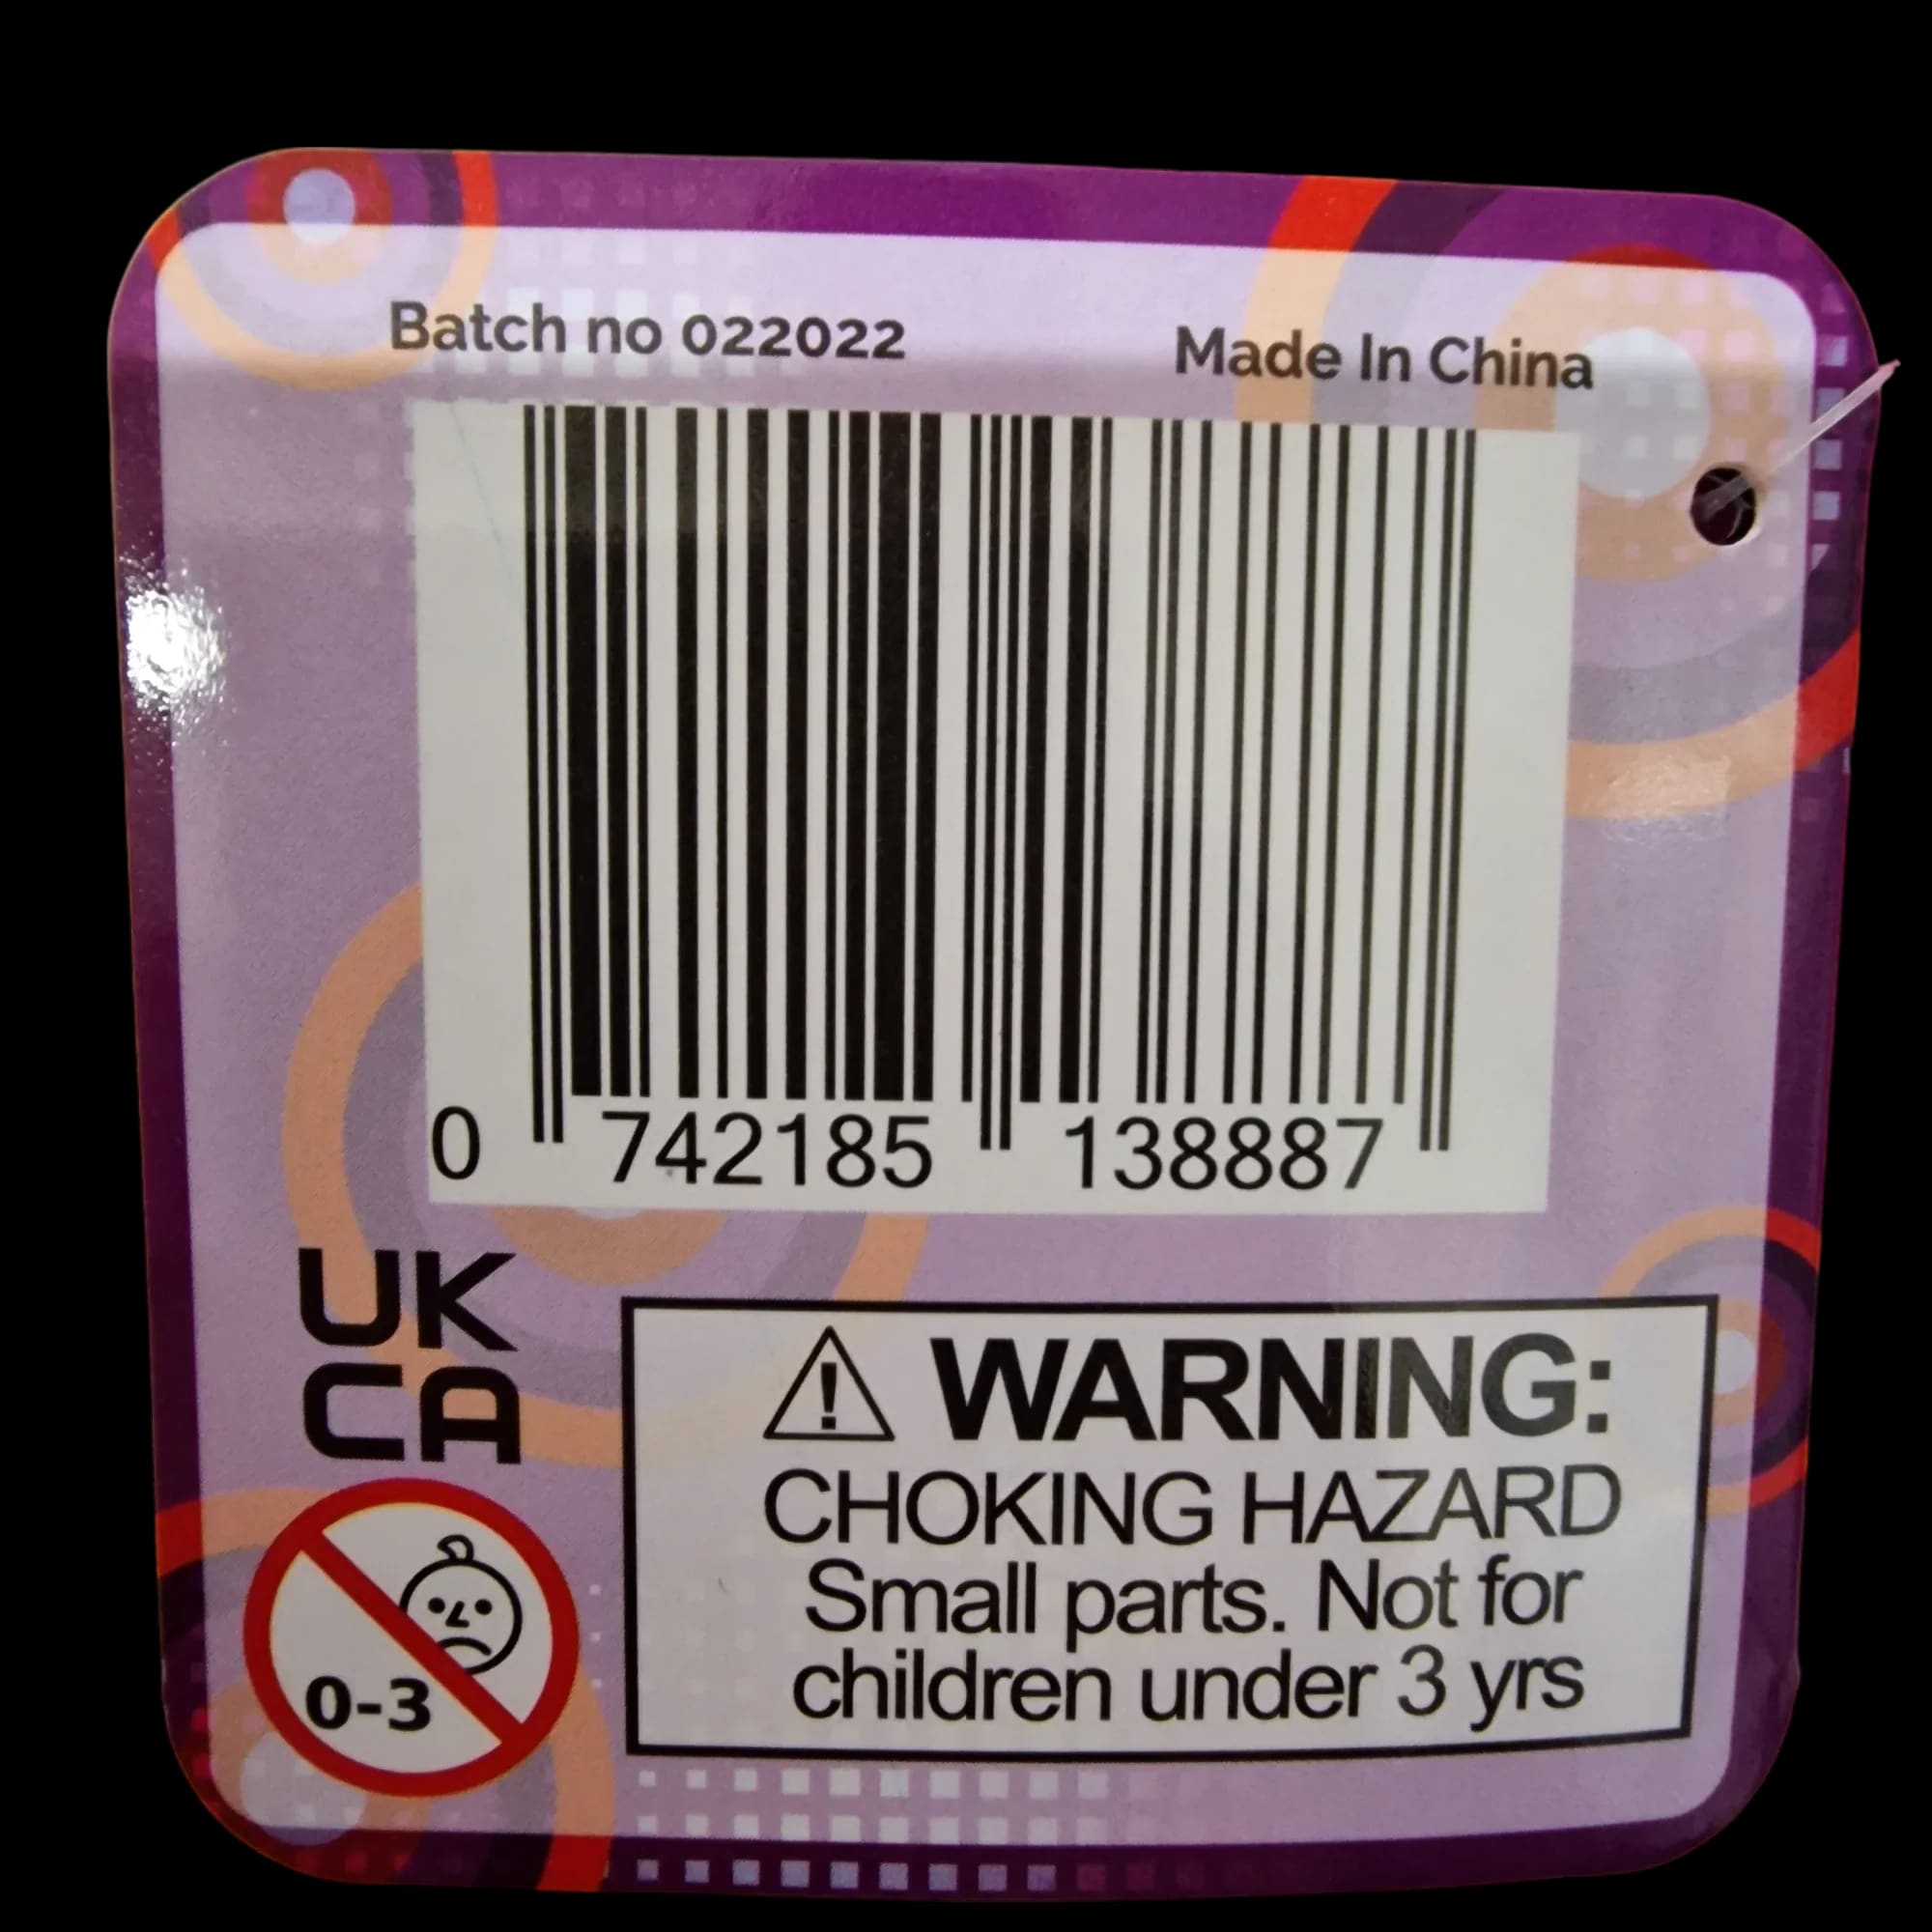 Batch no 022022 Made In China
0 742185 138887
UK
CA
0-3
WARNING:
CHOKING HAZARD
Small parts. Not for
children under 3 yrs